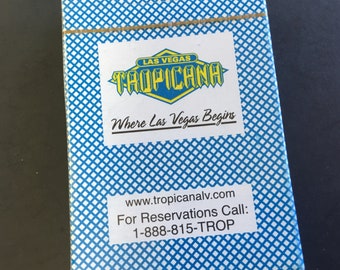 LAS VEGAS
TROPICANA
Where Las Vegas Begins
www.tropicanalv.com
For Reservations Call:
1-888-815-TROP